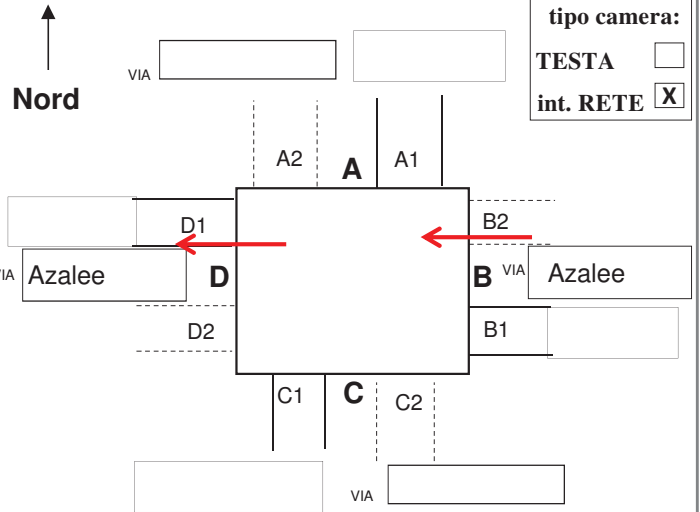 tipo camera:
TESTA
int. RETE X
Nord
VIA
A2
A
A1
D1
B2
VIA Azalee
D
B
VIA Azalee
D2
B1
C1
C
C2
VIA